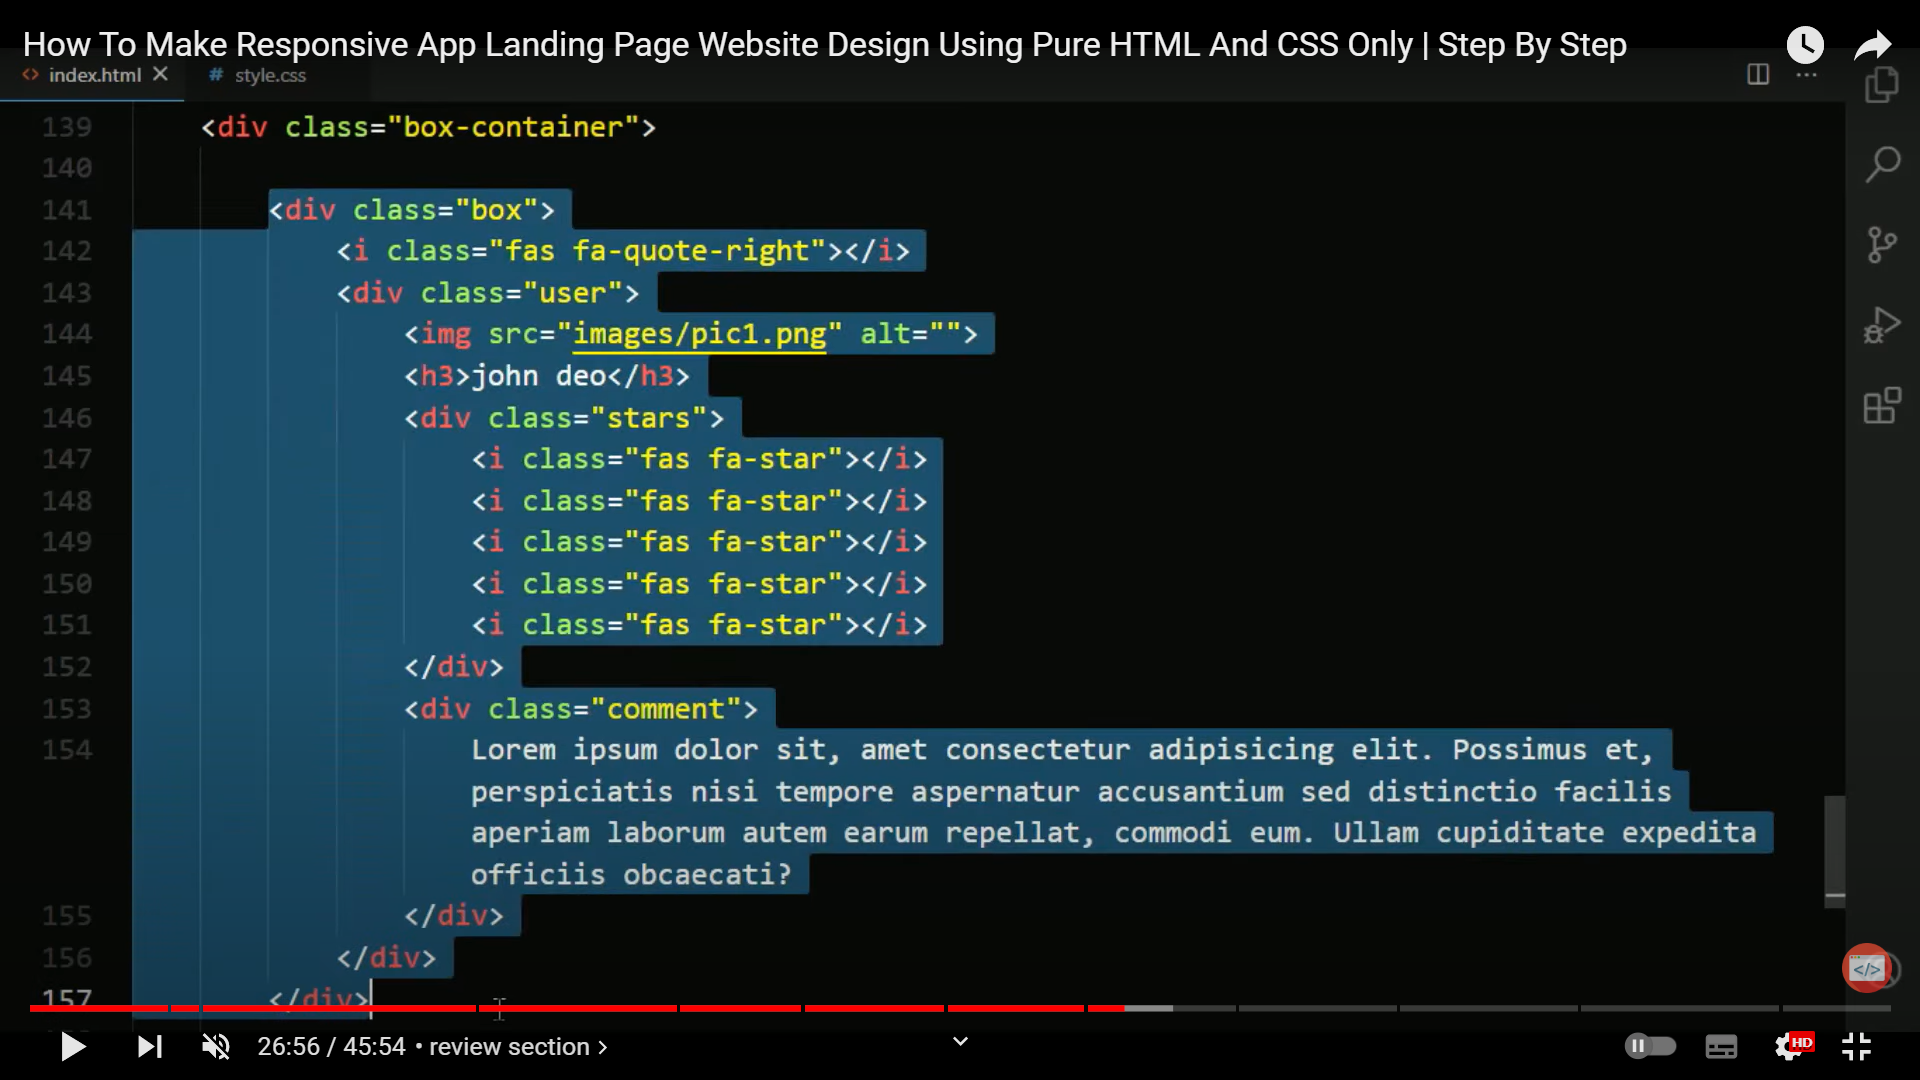 How To Make Responsive App Landing Page Website Design Using Pure HTML And CSS Only | Step By Step
<> index.html × # style.css
139 <div class="box-container">
140
141 <div class="box">
142 <i class="fas fa-quote-right"></i>
143 <div class="user">
144 <img src="images/pic1.png" alt="">
145 <h3>john deo</h3>
146 <div class="stars">
147 <i class="fas fa-star"></i>
148 <i class="fas fa-star"></i>
149 <i class="fas fa-star"></i>
150 <i class="fas fa-star"></i>
151 <i class="fas fa-star"></i>
152 </div>
153 <div class="comment">
154 Lorem ipsum dolor sit, amet consectetur adipisicing elit. Possimus et,
perspiciatis nisi tempore aspernatur accusantium sed distinctio facilis
aperiam laborum autem earum repellat, commodi eum. Ullam cupiditate expedita
officiis obcaecati?
155 </div>
156 </div>
157 </div>
26:56 / 45:54 • review section >
HD